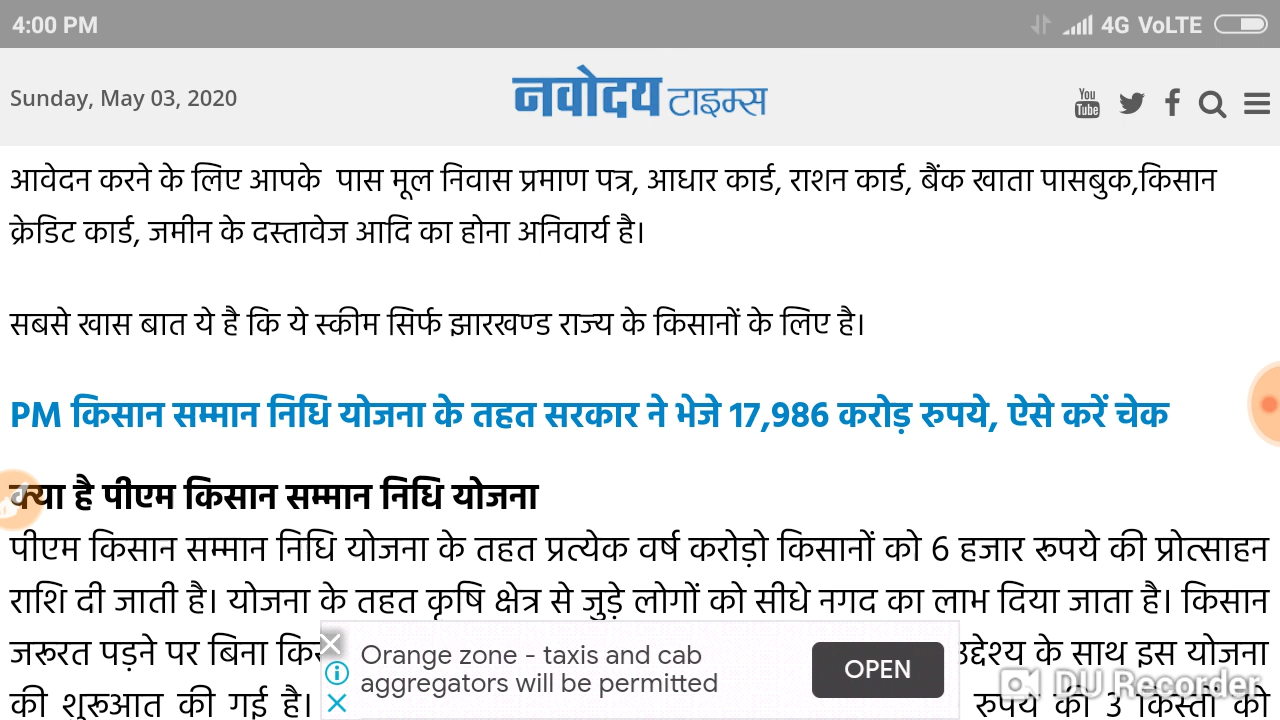 4:00 PM
4G VoLTE
Sunday, May 03, 2020
नवोदय टाइम्स
You Tube
आवेदन करने के लिए आपके पास मूल निवास प्रमाण पत्र, आधार कार्ड, राशन कार्ड, बैंक खाता पासबुक,किसान
क्रेडिट कार्ड, जमीन के दस्तावेज आदि का होना अनिवार्य है।
सबसे खास बात ये है कि ये स्कीम सिर्फ झारखण्ड राज्य के किसानों के लिए है।
PM किसान सम्मान निधि योजना के तहत सरकार ने भेजे 17,986 करोड़ रुपये, ऐसे करें चेक
क्या है पीएम किसान सम्मान निधि योजना
पीएम किसान सम्मान निधि योजना के तहत प्रत्येक वर्ष करोड़ो किसानों को 6 हजार रूपये की प्रोत्साहन
राशि दी जाती है। योजना के तहत कृषि क्षेत्र से जुड़े लोगों को सीधे नगद का लाभ दिया जाता है। किसान
जरूरत पड़ने पर बिना के साथ इस योजना
की शुरूआत की गई है। रुपये की 3 किस्तों की
Orange zone - taxis and cab
aggregators will be permitted
OPEN
DU Recorder